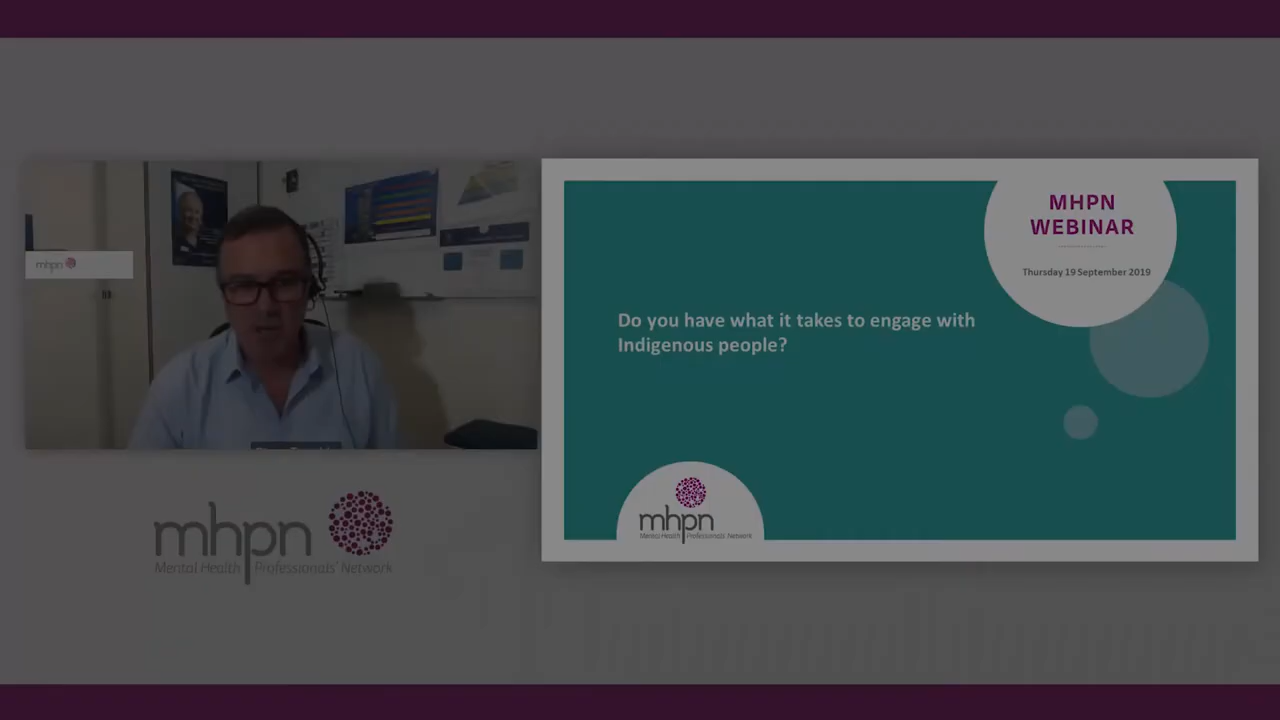 mhpn
mhpn
Mental Health Professionals' Network
MHPN
WEBINAR
Thursday 19 September 2019
Do you have what it takes to engage with
Indigenous people?
mhpn
Mental Health Professionals' Network